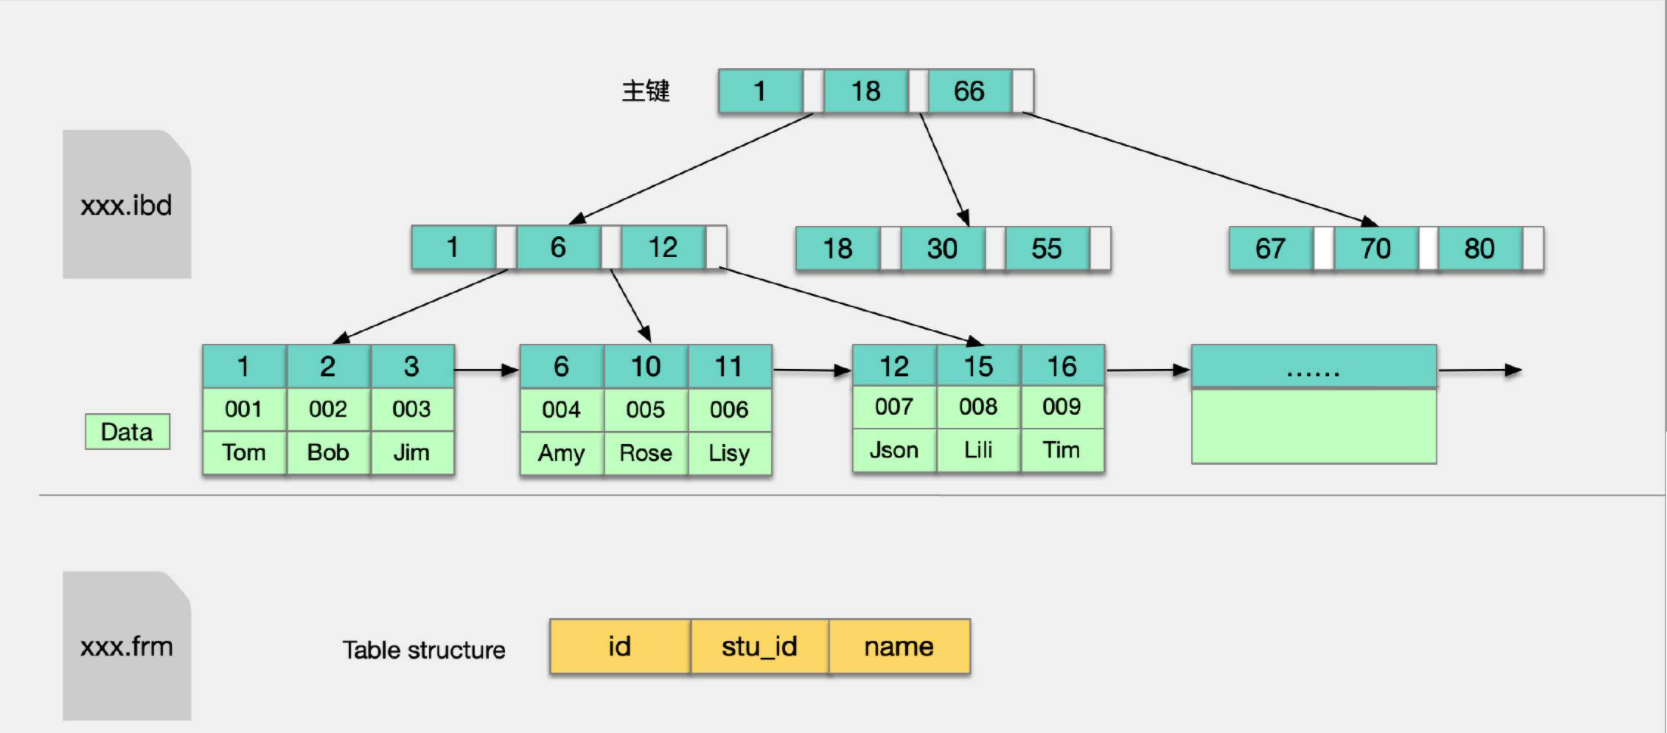 主键 1 18 66
xxx.ibd
1 6 12 18 30 55 67 70 80
1 2 3 6 10 11 12 15 16 ......
001 002 003 004 005 006 007 008 009
Data
Tom Bob Jim Amy Rose Lisy Json Lili Tim
xxx.frm
Table structure id stu_id name